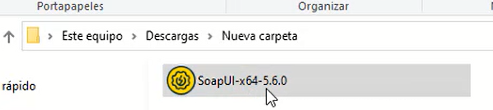 Portapapeles Organizar
Este equipo > Descargas > Nueva carpeta
rápido
SoapUI-x64-5.6.0